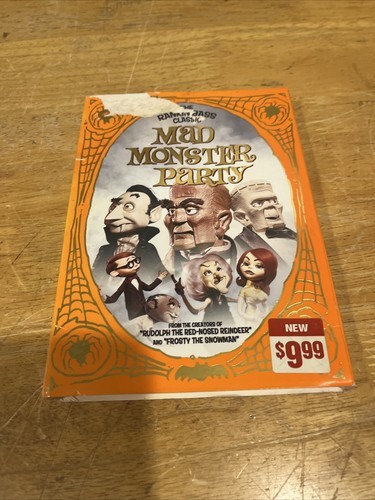 THE
RANKIN BASS
CLASSIC
MAD
MONSTER
PARTY
FROM THE CREATORS OF
"RUDOLPH THE RED-NOSED REINDEER"
AND "FROSTY THE SNOWMAN"
NEW
$9.99